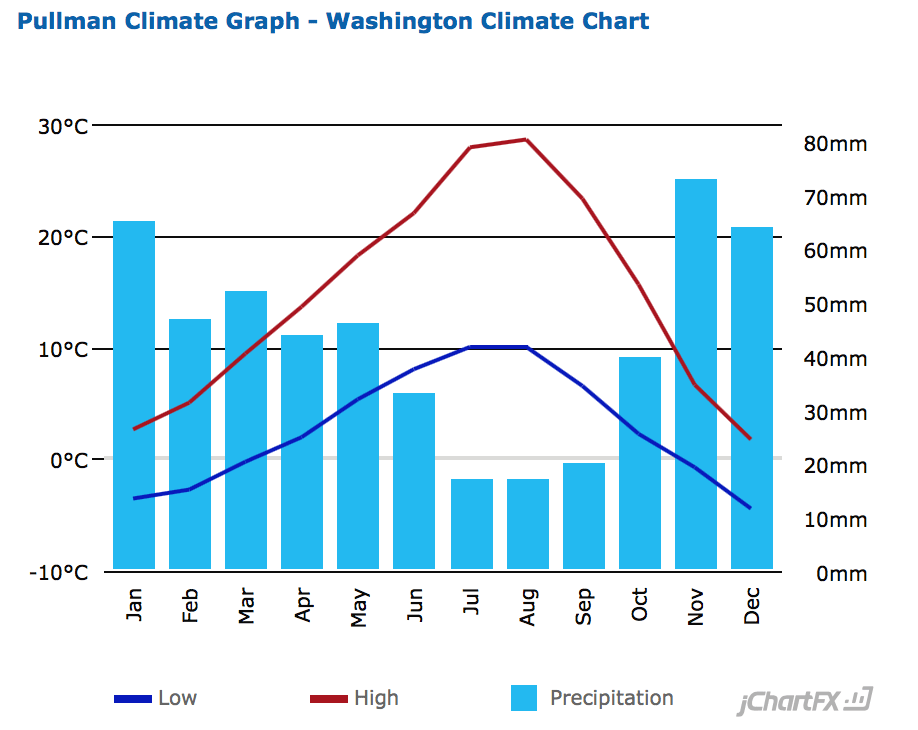 Pullman Climate Graph - Washington Climate Chart
30°C
20°C
10°C
0°C
-10°C
80mm
70mm
60mm
50mm
40mm
30mm
20mm
10mm
0mm
Jan
Feb
Mar
Apr
May
Jun
Jul
Aug
Sep
Oct
Nov
Dec
Low
High
Precipitation
jChartFX